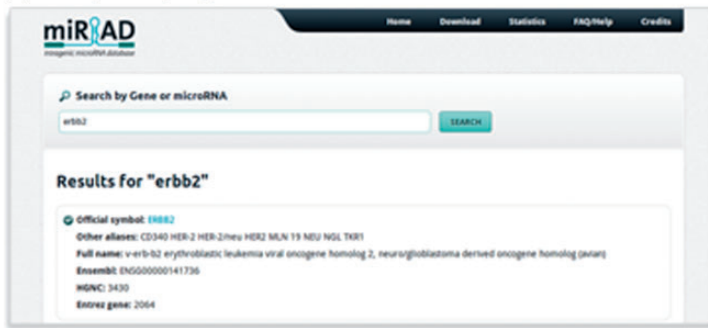 miRIAD
intragenic microRNA database
Home Download Statistics FAQ/Help Credits
Search by Gene or microRNA
erbb2
SEARCH
Results for "erbb2"
Official symbol: ERBB2
Other aliases: CD340 HER-2 HER-2/neu HER2 MLN 19 NEU NGL TKR1
Full name: v-erb-b2 erythroblastic leukemia viral oncogene homolog 2, neuro/glioblastoma derived oncogene homolog (avian)
Ensembl: ENSG00000141736
HGNC: 3430
Entrez gene: 2064